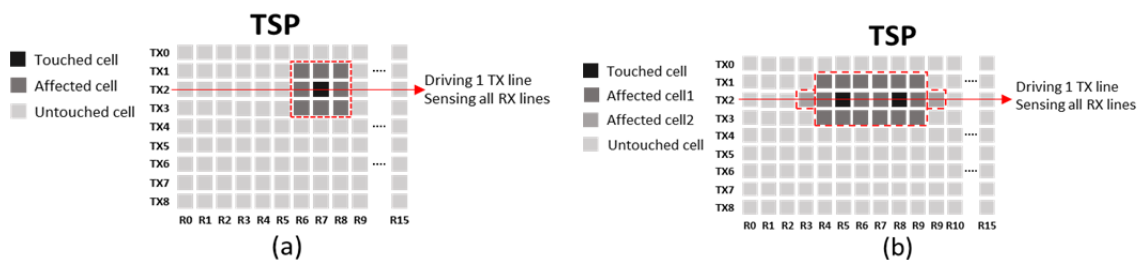 TSP
Touched cell
Affected cell
Untouched cell
TX0
TX1
TX2
TX3
TX4
TX5
TX6
TX7
TX8
....
....
....
Driving 1 TX line
Sensing all RX lines
R0 R1 R2 R3 R4 R5 R6 R7 R8 R9 R15
(a)
TSP
Touched cell
Affected cell1
Affected cell2
Untouched cell
TX0
TX1
TX2
TX3
TX4
TX5
TX6
TX7
TX8
....
....
....
Driving 1 TX line
Sensing all RX lines
R0 R1 R2 R3 R4 R5 R6 R7 R8 R9 R9 R10 R15
(b)